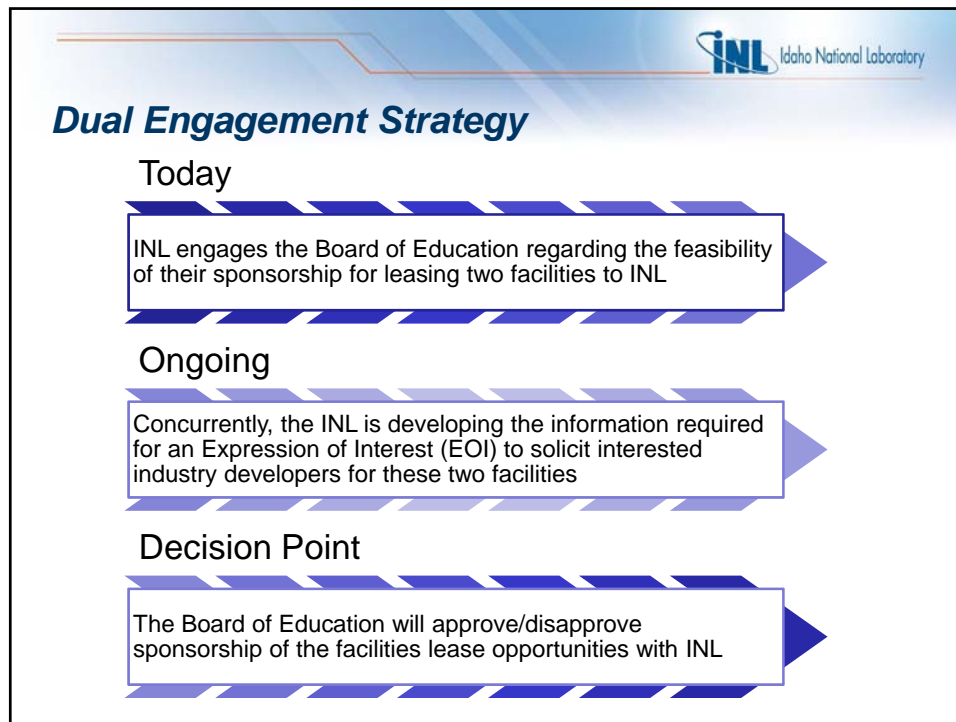 INL Idaho National Laboratory
Dual Engagement Strategy
Today
INL engages the Board of Education regarding the feasibility
of their sponsorship for leasing two facilities to INL
Ongoing
Concurrently, the INL is developing the information required
for an Expression of Interest (EOI) to solicit interested
industry developers for these two facilities
Decision Point
The Board of Education will approve/disapprove
sponsorship of the facilities lease opportunities with INL